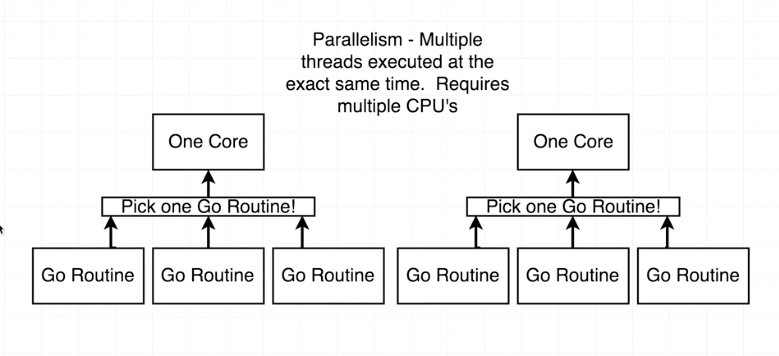 Parallelism - Multiple
threads executed at the
exact same time.  Requires
multiple CPU's
One Core
One Core
Pick one Go Routine!
Pick one Go Routine!
Go Routine
Go Routine
Go Routine
Go Routine
Go Routine
Go Routine